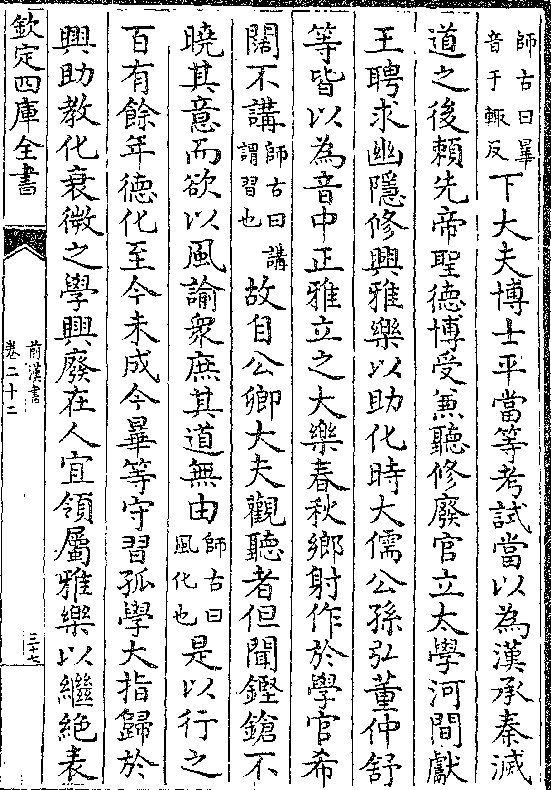 師古曰𭥦音于輙反下大夫博士平當等考試當以為漢承秦滅
道之後賴先帝聖德博受兼聽修廢官立太學河間獻
王聘求幽隱修興雅樂以助化時大儒公孫弘董仲舒
等皆以為音中正雅立之大樂春秋鄉射作於學官希
闊不講師古曰講謂習也故自公卿大夫觀聽者但聞鏗鎗不
曉其意而欲以風諭衆庶其道無由師古曰風化也是以行之
百有餘年德化至今未成今𭥦等守習孤學大指歸於
興助教化衰微之學興廢在人宜領屬雅樂以繼絕表
欽定四庫全書
前漢書
卷二十二
三十七